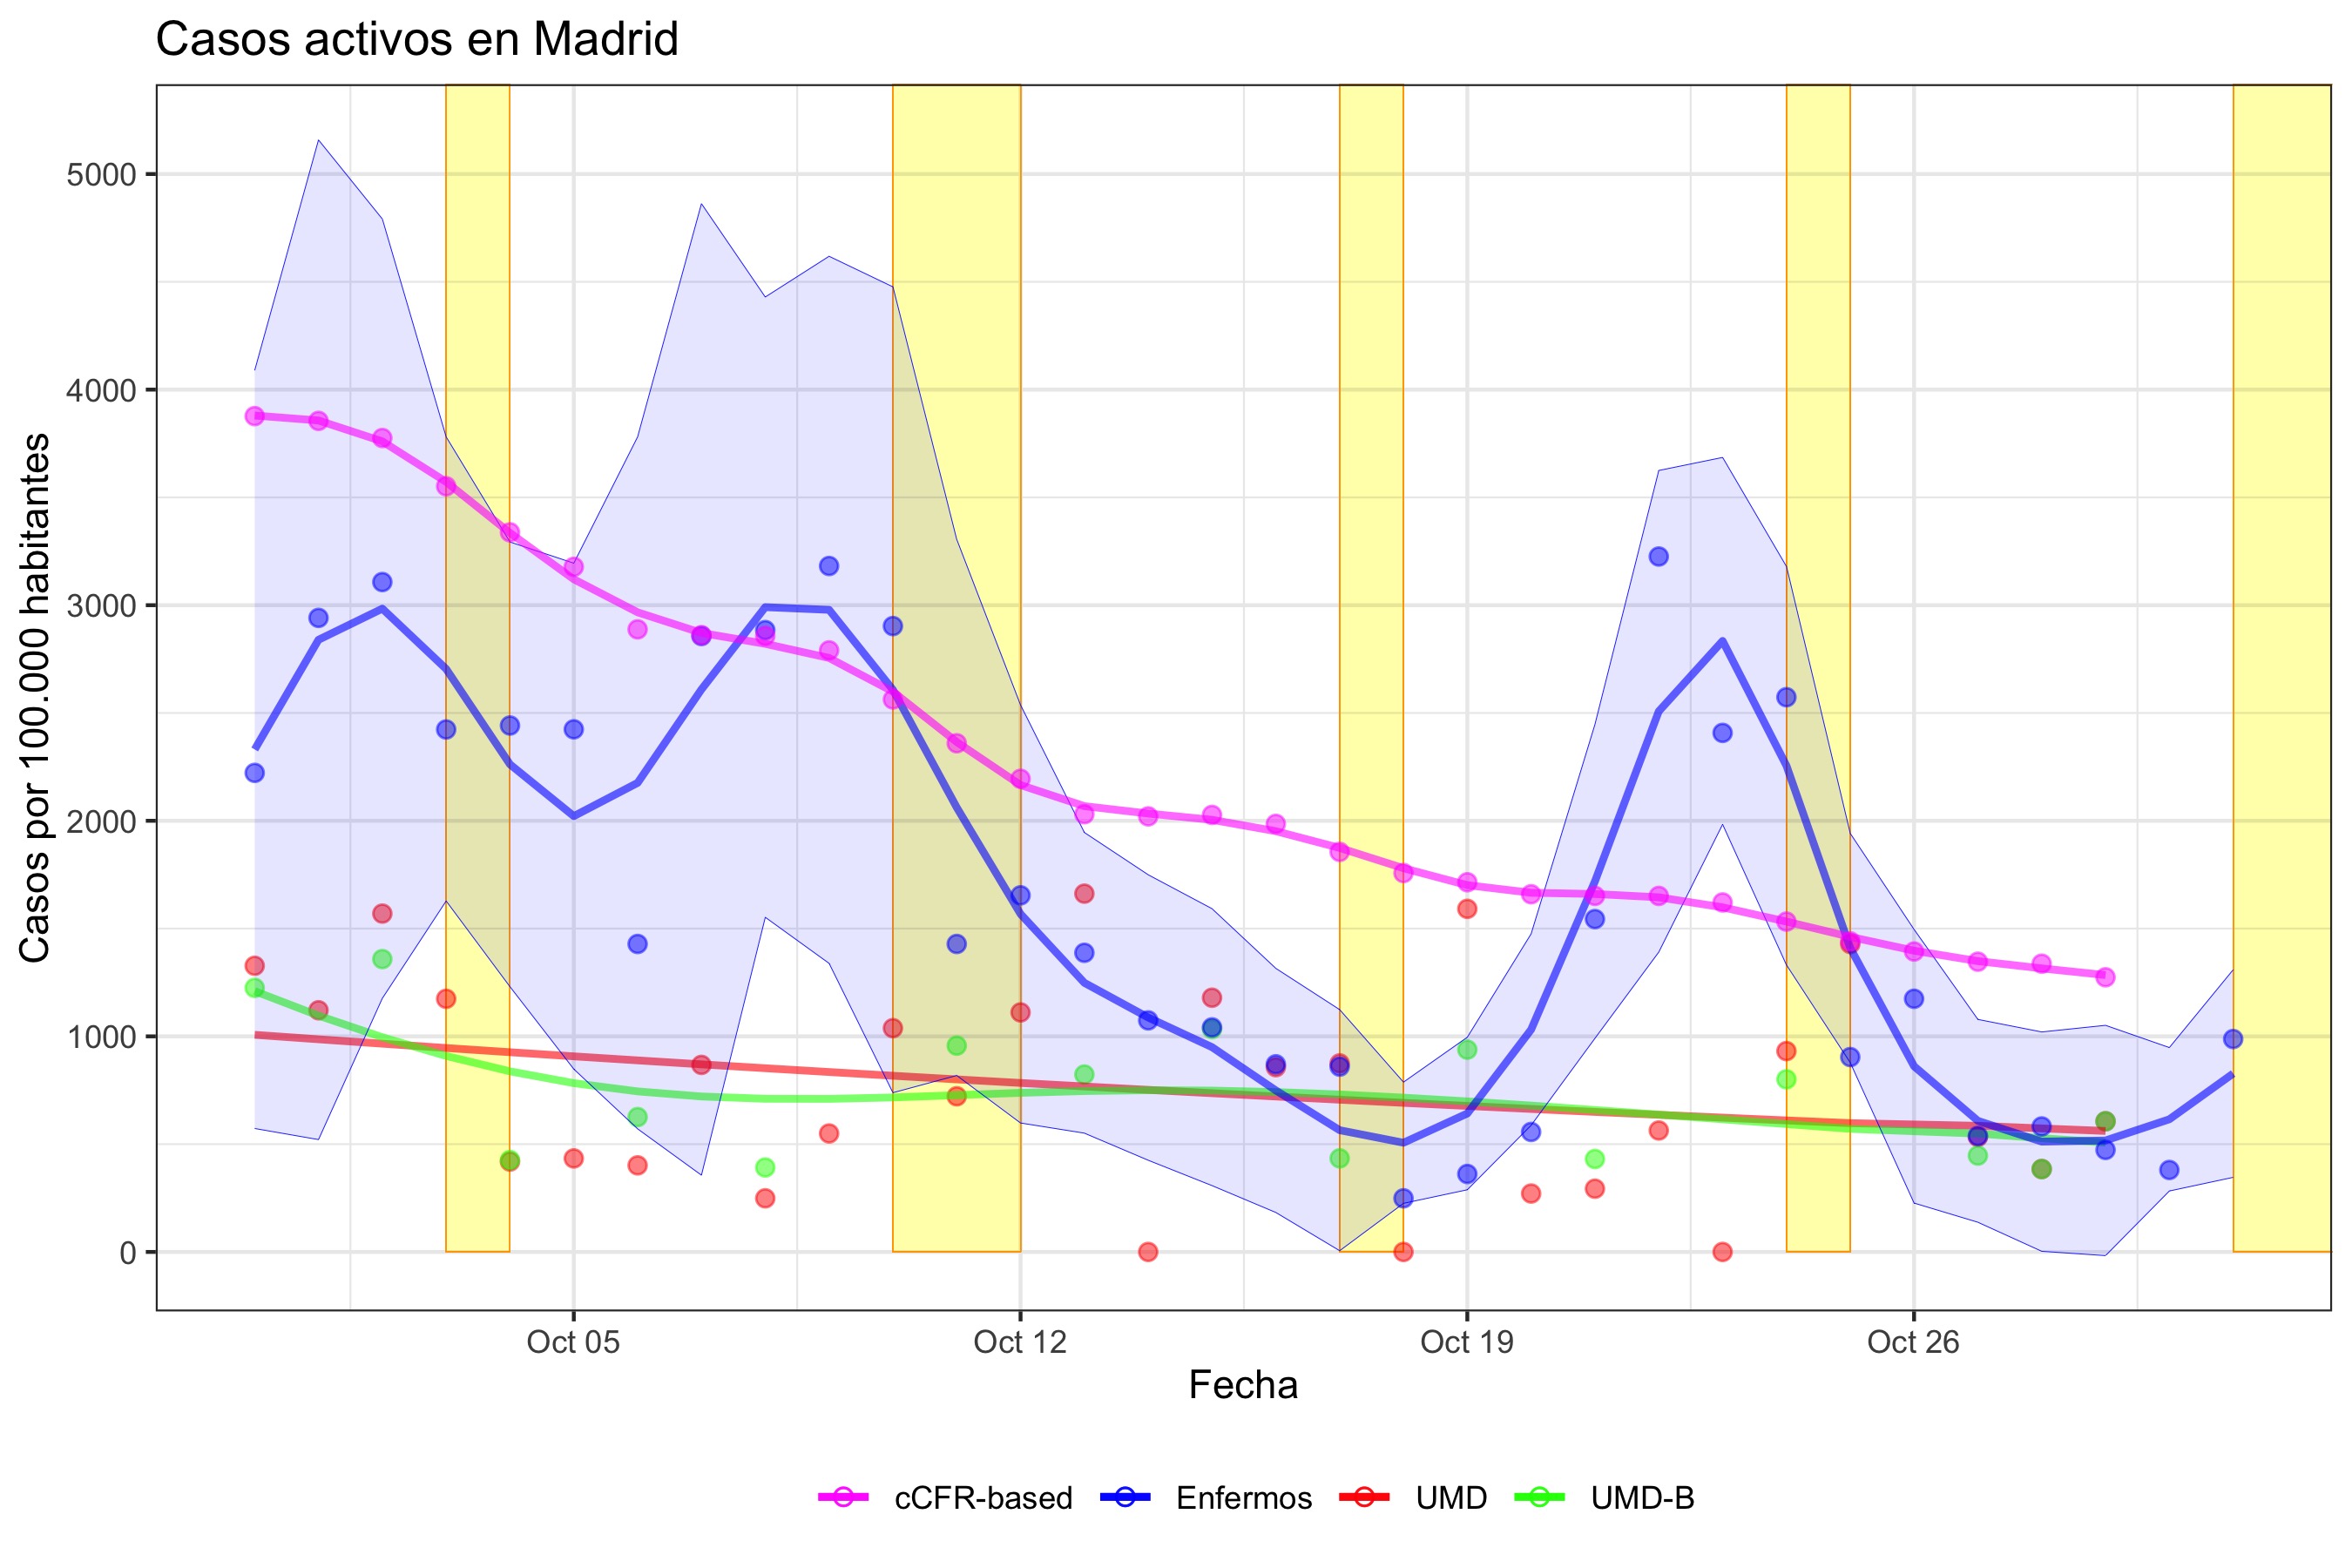 Casos activos en Madrid
Casos por 100.000 habitantes
5000
4000
3000
2000
1000
0
Oct 05
Oct 12
Oct 19
Oct 26
Fecha
cCFR-based
Enfermos
UMD
UMD-B